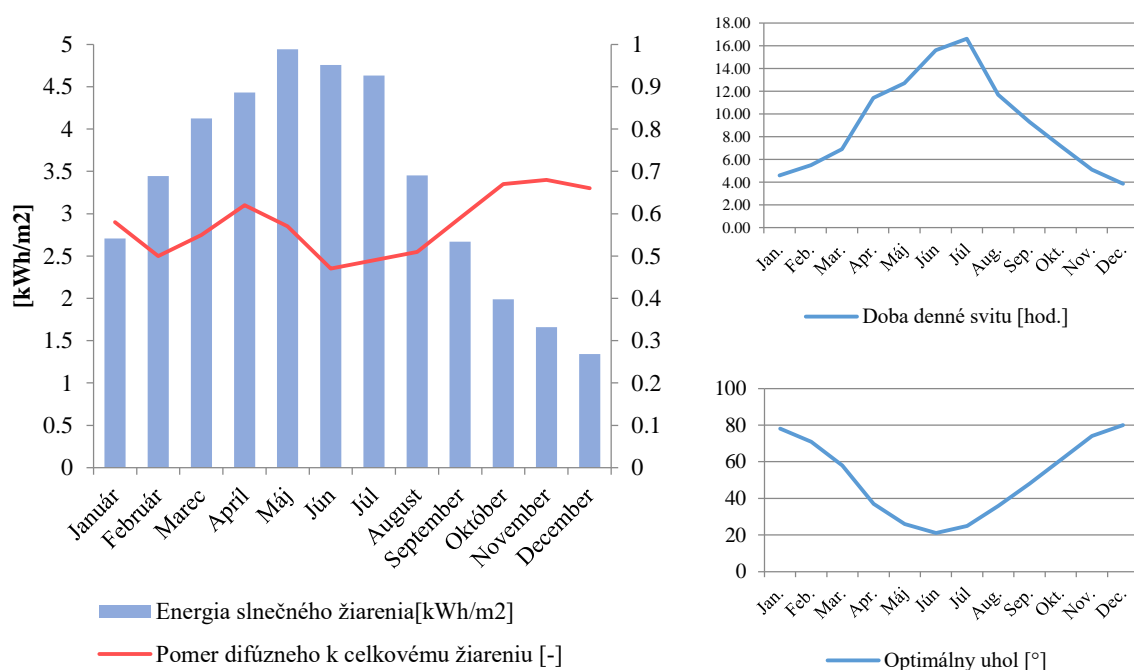 [kWh/m2]
5
4.5
4
3.5
3
2.5
2
1.5
1
0.5
0
1
0.9
0.8
0.7
0.6
0.5
0.4
0.3
0.2
0.1
0
Január
Február
Marec
Apríl
Máj
Jún
Júl
August
September
Október
November
December
Energia slnečného žiarenia[kWh/m2]
Pomer difúzneho k celkovému žiareniu [-]
18.00
16.00
14.00
12.00
10.00
8.00
6.00
4.00
2.00
0.00
Jan.
Feb.
Mar.
Apr.
Máj
Jún
Júl
Aug.
Sep.
Okt.
Nov.
Dec.
Doba denné svitu [hod.]
100
80
60
40
20
0
Jan.
Feb.
Mar.
Apr.
Máj
Jún
Júl
Aug.
Sep.
Okt.
Nov.
Dec.
Optimálny uhol [°]